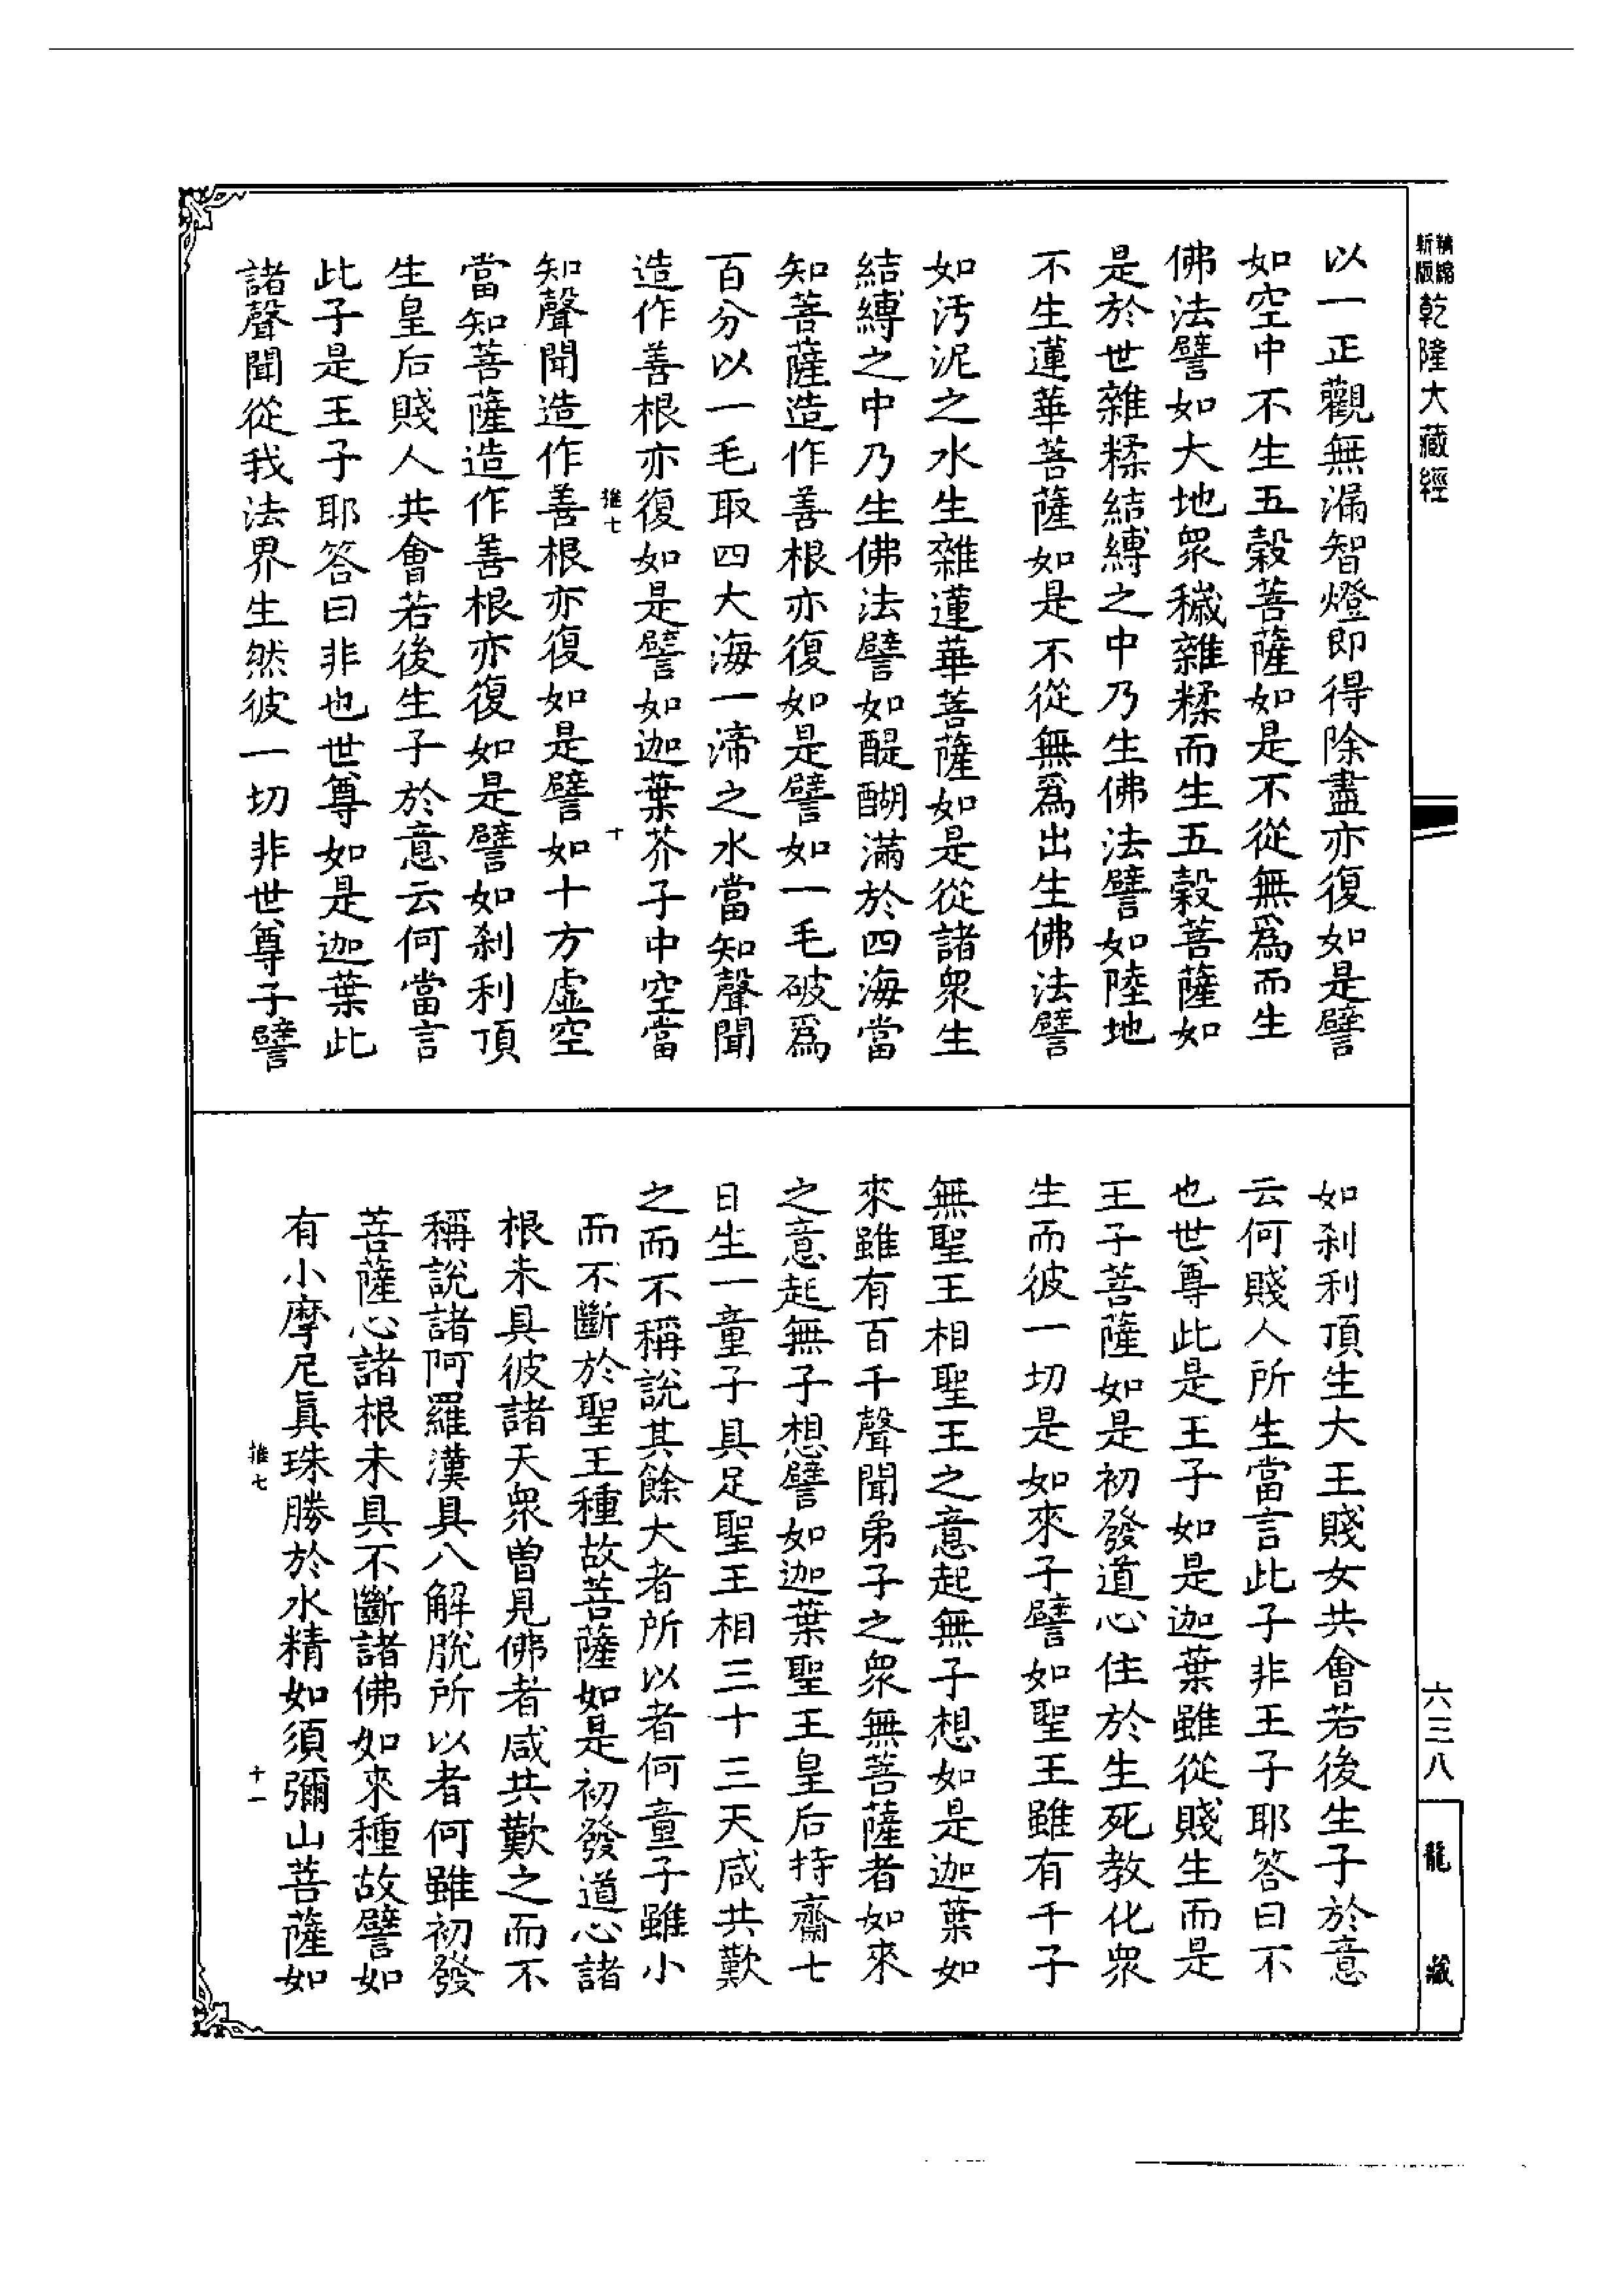 精縮新版乾隆大藏經
以一正觀無漏智燈即得除盡亦復如是譬
如空中不生五穀菩薩如是不從無為而生
佛法譬如大地眾穢雜糅而生五穀菩薩如
是於世雜糅結縛之中乃生佛法譬如陸地
不生蓮華菩薩如是不從無為出生佛法譬
如汚泥之水生雜蓮華菩薩如是從諸眾生
結縛之中乃生佛法譬如醍醐滿於四海當
知菩薩造作善根亦復如是譬如一毛破為
百分以一毛取四大海一渧之水當知聲聞
造作善根亦復如是譬如迦葉芥子中空當
推七
十
知聲聞造作善根亦復如是譬如十方虛空
當知菩薩造作善根亦復如是譬如剎利頂
生皇后賤人共會若後生子於意云何當言
此子是王子耶答曰非也世尊如是迦葉此
諸聲聞從我法界生然彼一切非世尊子譬
如剎利頂生大王賤女共會若後生子於意
云何賤人所生當言此子非王子耶答曰不
也世尊此是王子如是迦葉雖從賤生而是
王子菩薩如是初發道心住於生死教化眾
生而彼一切是如來子譬如聖王雖有千子
無聖王相聖王之意起無子想如是迦葉如
來雖有百千聲聞弟子之眾無菩薩者如來
之意起無子想譬如迦葉聖王皇后持齋七
日生一童子具足聖王相三十三天咸共歎
之而不稱說其餘大者所以者何童子雖小
而不斷於聖王種故菩薩如是初發道心諸
根未具彼諸天眾曾見佛者咸共歎之而不
稱說諸阿羅漢具八解脫所以者何雖初發
菩薩心諸根未具不斷諸佛如來種故譬如
有小摩尼真珠勝於水精如須彌山菩薩如
推七
十一
六三八
龍藏